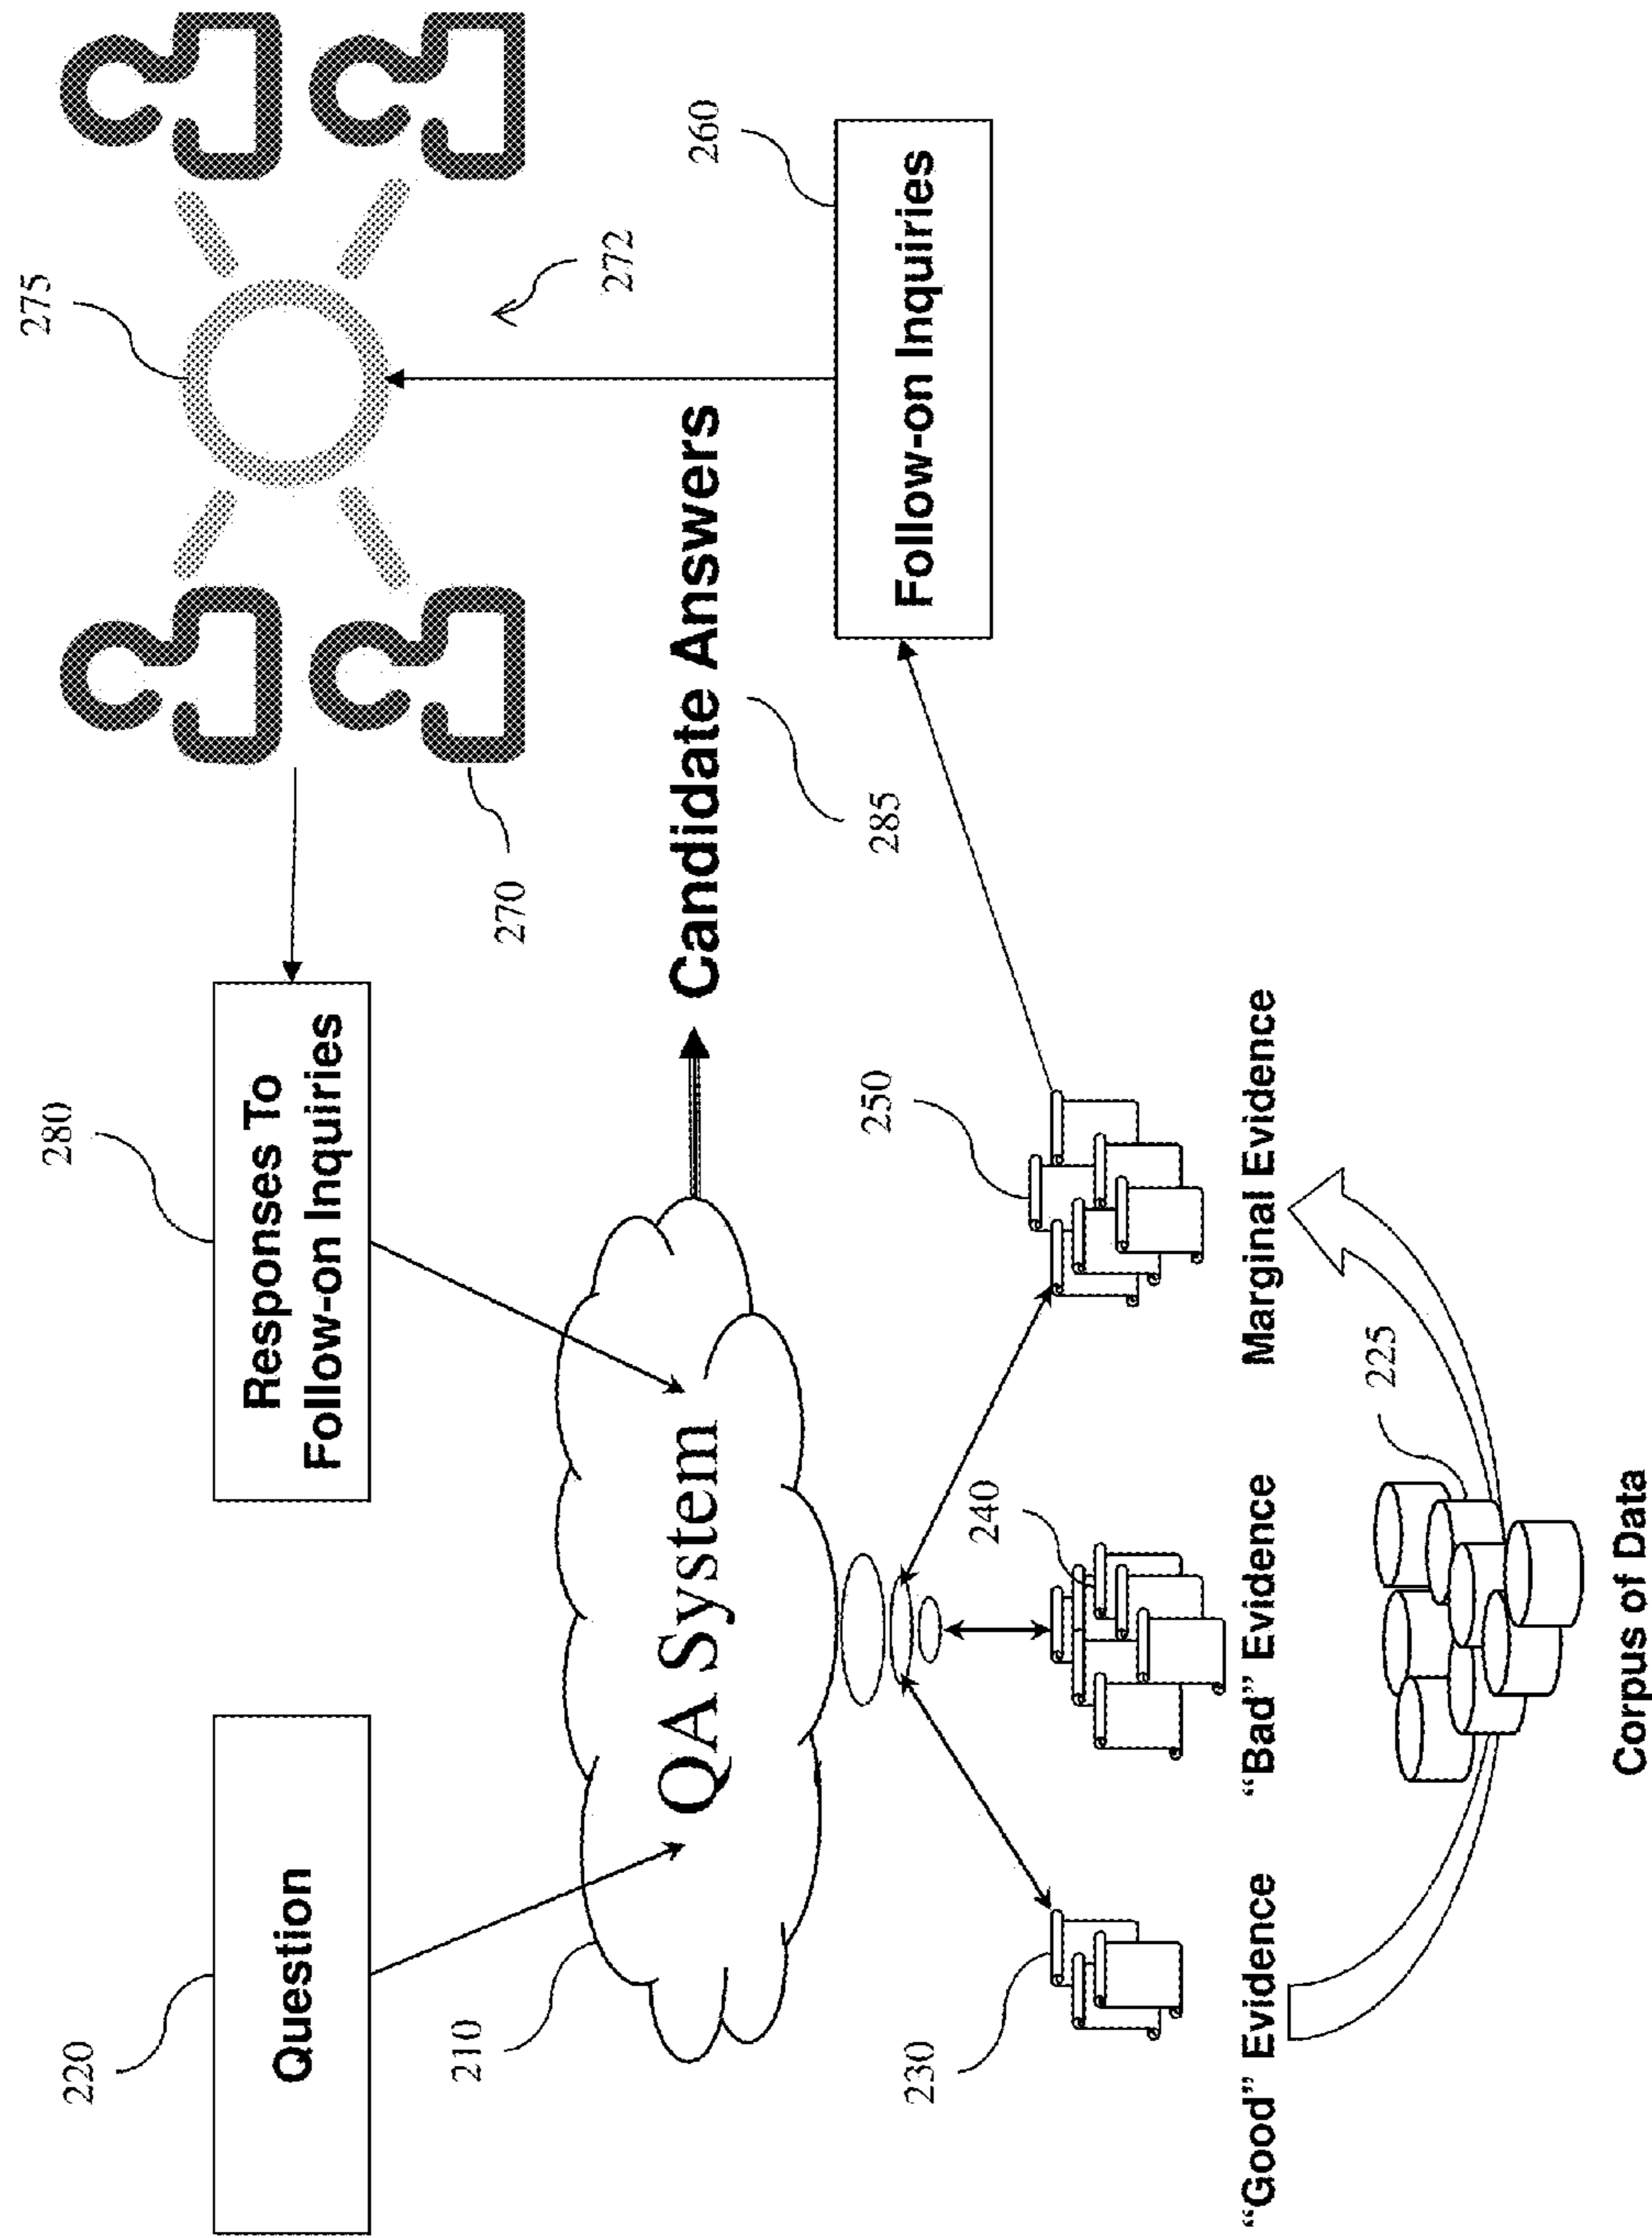 220
Question
280
Responses To
Follow-on Inquiries
275
272
270
210
QA System
Candidate Answers
285
260
Follow-on Inquiries
230
240
250
“Good” Evidence
“Bad” Evidence
Marginal Evidence
225
Corpus of Data